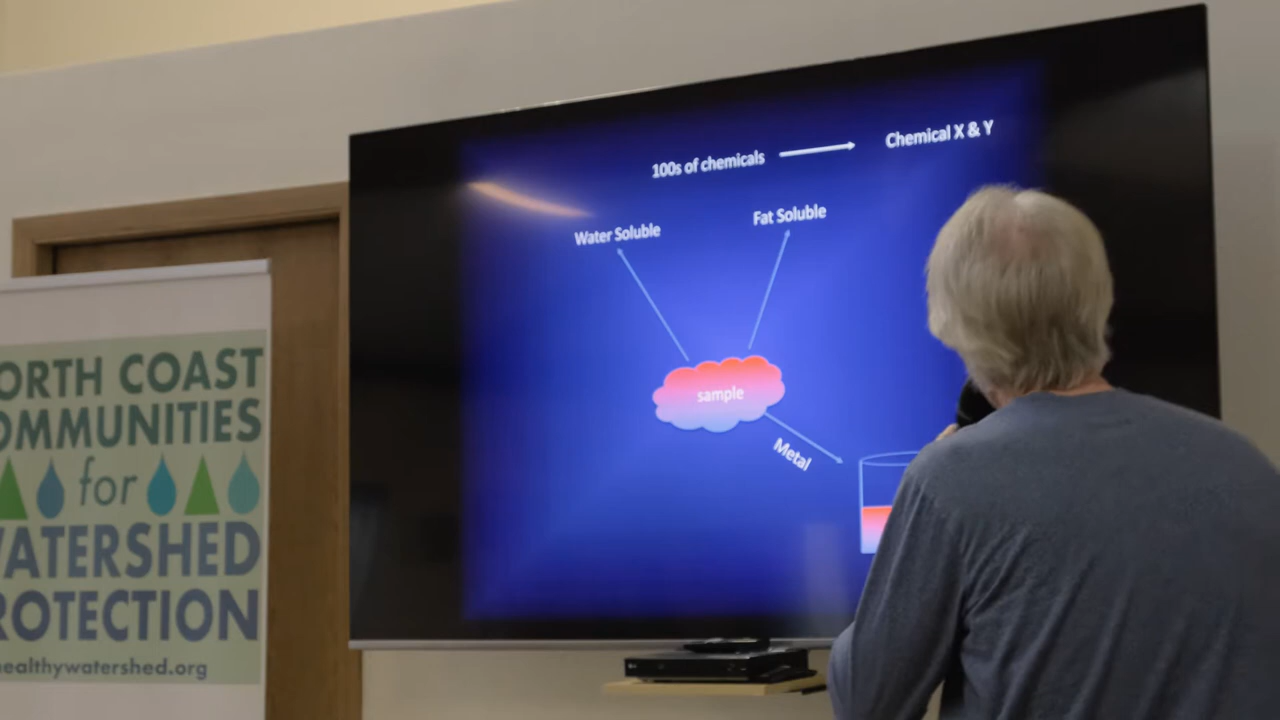 ORTH COAST
OMMUNITIES
for
WATERSHED
ROTECTION
healthywatershed.org
100s of chemicals
Chemical X & Y
Water Soluble
Fat Soluble
sample
Metal